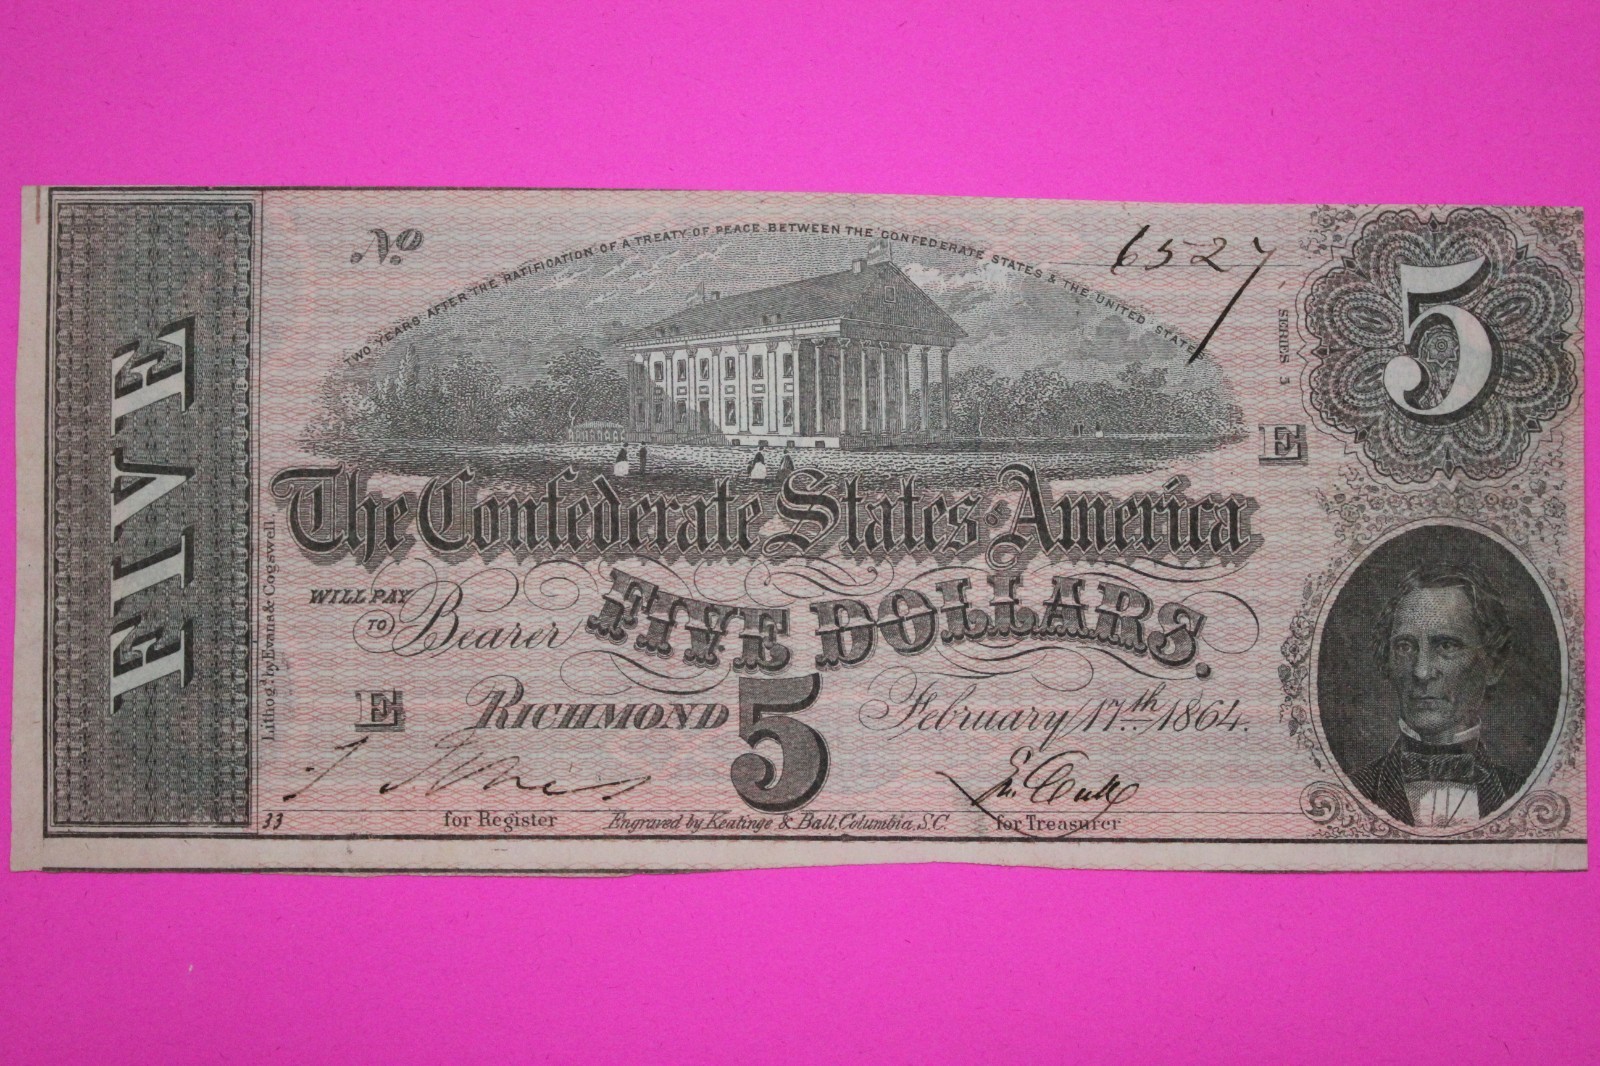 No 6527
TWO YEARS AFTER THE RATIFICATION OF A TREATY OF PEACE BETWEEN THE CONFEDERATE STATES & THE UNITED STATES
5
SERIES 3
E
FIVE
The Confederate States of America
WILL PAY
TO Bearer FIVE DOLLARS.
E RICHMOND 5 February 17th 1864.
Lithog'd by Evans & Cogswell.
33 for Register Engraved by Keatinge & Ball, Columbia, S.C. for Treasurer